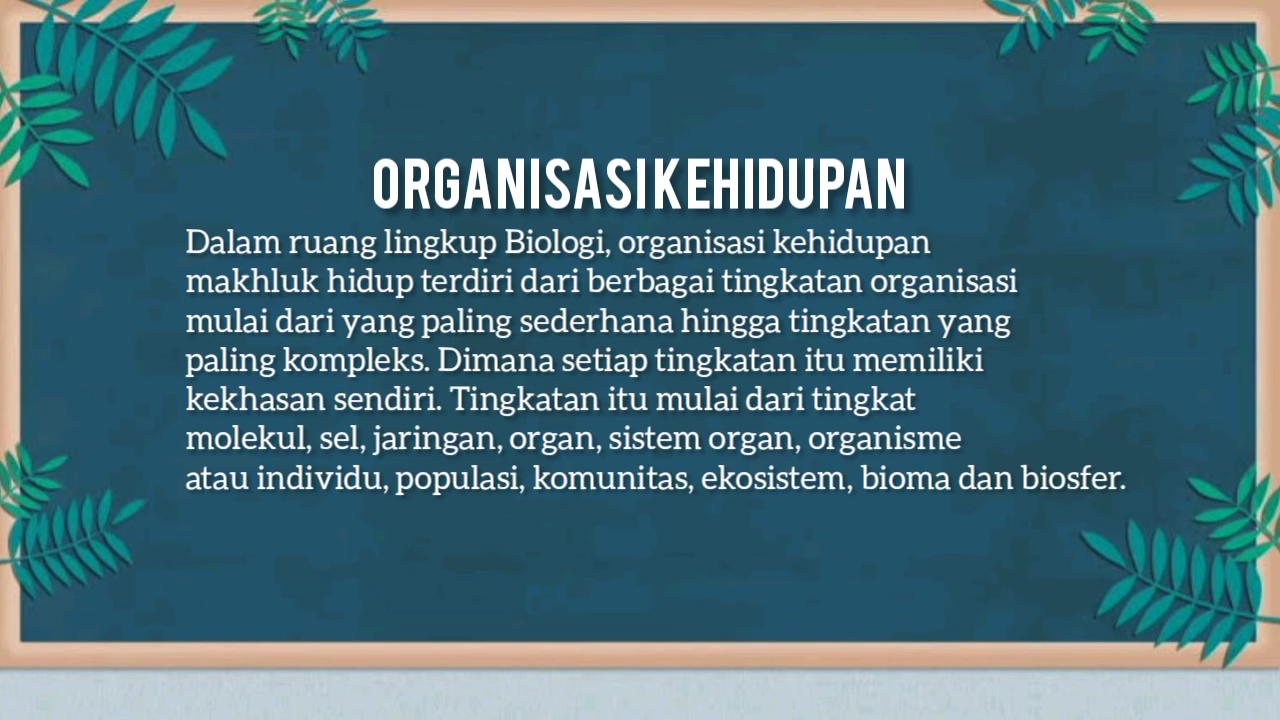 ORGANISASI KEHIDUPAN
Dalam ruang lingkup Biologi, organisasi kehidupan
makhluk hidup terdiri dari berbagai tingkatan organisasi
mulai dari yang paling sederhana hingga tingkatan yang
paling kompleks. Dimana setiap tingkatan itu memiliki
kekhasan sendiri. Tingkatan itu mulai dari tingkat
molekul, sel, jaringan, organ, sistem organ, organisme
atau individu, populasi, komunitas, ekosistem, bioma dan biosfer.